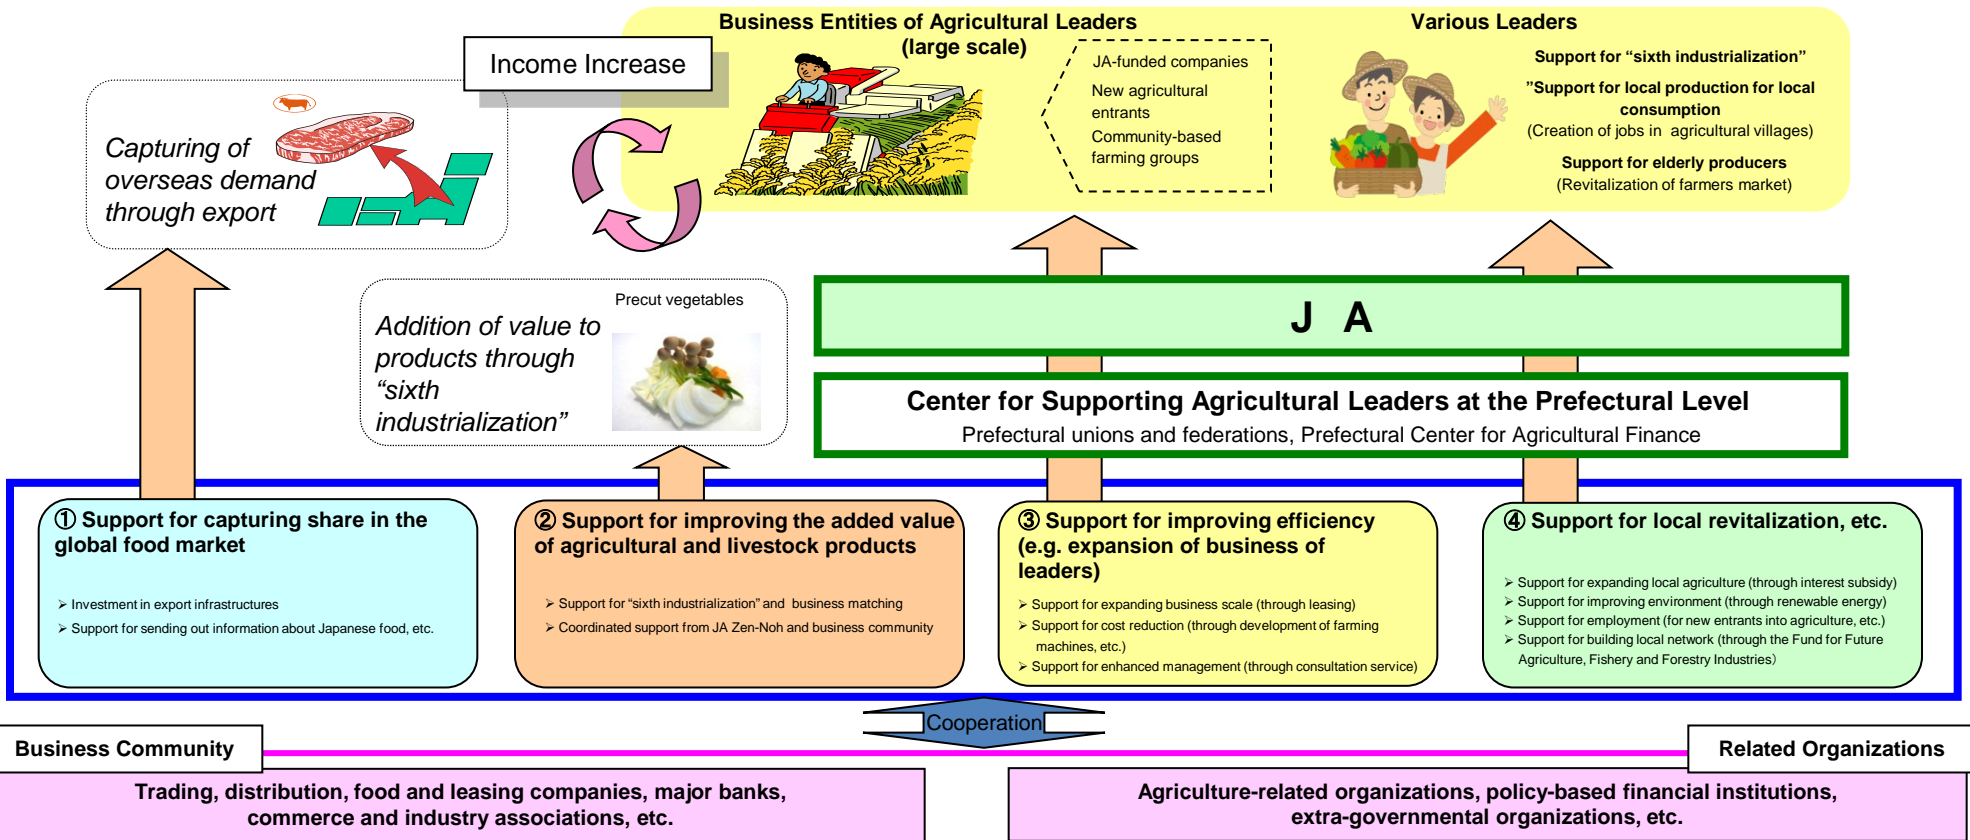 Business Entities of Agricultural Leaders
(large scale)
Various Leaders
Income Increase
JA-funded companies
New agricultural
entrants
Community-based
farming groups
Support for “sixth industrialization”
”Support for local production for local
consumption
(Creation of jobs in agricultural villages)
Support for elderly producers
(Revitalization of farmers market)
Capturing of
overseas demand
through export
Precut vegetables
Addition of value to
products through
“sixth
industrialization”
J A
Center for Supporting Agricultural Leaders at the Prefectural Level
Prefectural unions and federations, Prefectural Center for Agricultural Finance
① Support for capturing share in the
global food market
➢ Investment in export infrastructures
➢ Support for sending out information about Japanese food, etc.
② Support for improving the added value
of agricultural and livestock products
➢ Support for “sixth industrialization” and business matching
➢ Coordinated support from JA Zen-Noh and business community
③ Support for improving efficiency
(e.g. expansion of business of
leaders)
➢ Support for expanding business scale (through leasing)
➢ Support for cost reduction (through development of farming
machines, etc.)
➢ Support for enhanced management (through consultation service)
④ Support for local revitalization, etc.
➢ Support for expanding local agriculture (through interest subsidy)
➢ Support for improving environment (through renewable energy)
➢ Support for employment (for new entrants into agriculture, etc.)
➢ Support for building local network (through the Fund for Future
Agriculture, Fishery and Forestry Industries）
Cooperation
Business Community
Related Organizations
Trading, distribution, food and leasing companies, major banks,
commerce and industry associations, etc.
Agriculture-related organizations, policy-based financial institutions,
extra-governmental organizations, etc.